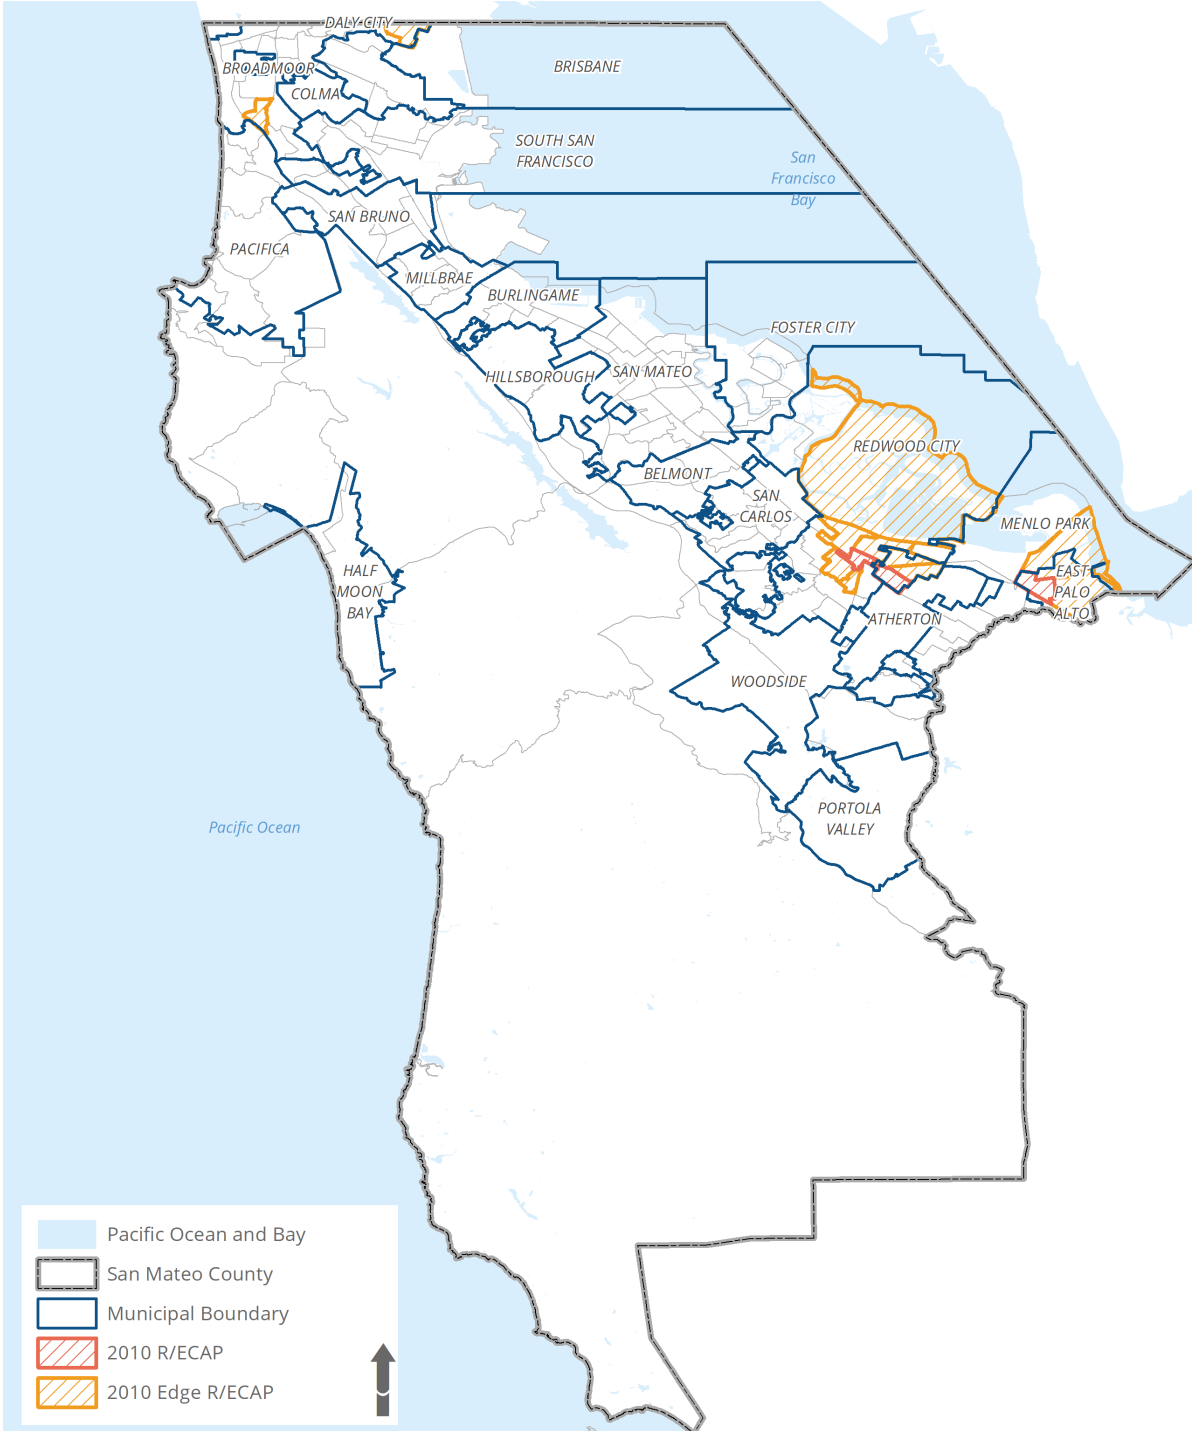 DALY CITY
BROADMOOR
BRISBANE
COLMA
SOUTH SAN
FRANCISCO
San
Francisco
Bay
SAN BRUNO
PACIFICA
MILLBRAE
BURLINGAME
FOSTER CITY
HILLSBOROUGH
SAN MATEO
REDWOOD CITY
BELMONT
SAN
CARLOS
MENLO PARK
HALF
MOON
BAY
EAST
PALO
ALTO
ATHERTON
WOODSIDE
PORTOLA
VALLEY
Pacific Ocean
Pacific Ocean and Bay
San Mateo County
Municipal Boundary
2010 R/ECAP
2010 Edge R/ECAP